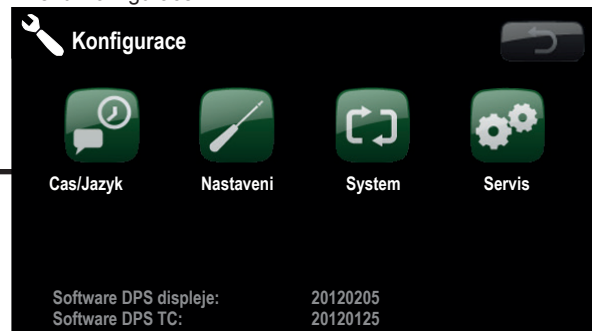 Konfigurace
Cas/Jazyk Nastaveni System Servis
Software DPS displeje: 20120205
Software DPS TC: 20120125